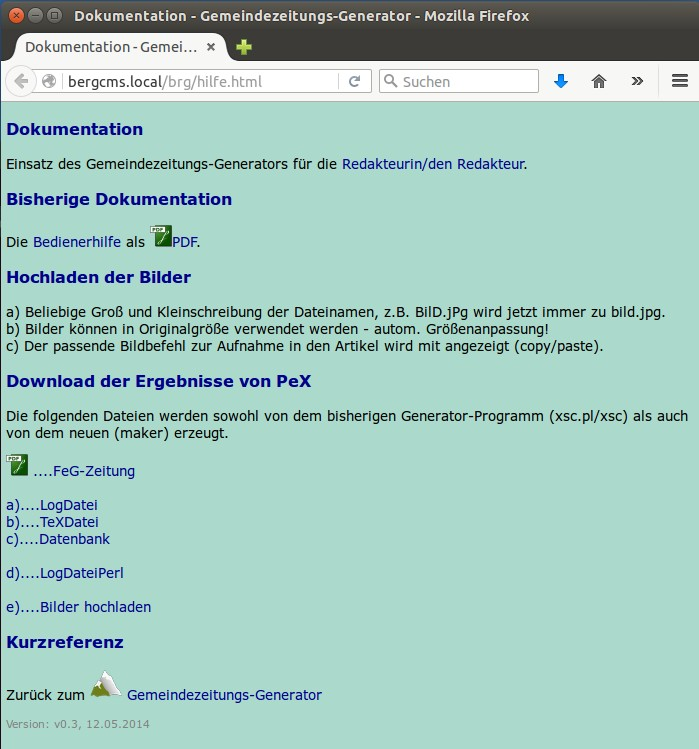 Dokumentation - Gemeindezeitungs-Generator - Mozilla Firefox
Dokumentation - Gemei...
bergcms.local/brg/hilfe.html
Suchen
Dokumentation
Einsatz des Gemeindezeitungs-Generators für die Redakteurin/den Redakteur.
Bisherige Dokumentation
Die Bedienerhilfe als PDF PDF.
Hochladen der Bilder
a) Beliebige Groß und Kleinschreibung der Dateinamen, z.B. BilD.jPg wird jetzt immer zu bild.jpg.
b) Bilder können in Originalgröße verwendet werden - autom. Größenanpassung!
c) Der passende Bildbefehl zur Aufnahme in den Artikel wird mit angezeigt (copy/paste).
Download der Ergebnisse von PeX
Die folgenden Dateien werden sowohl von dem bisherigen Generator-Programm (xsc.pl/xsc) als auch
von dem neuen (maker) erzeugt.
PDF ....FeG-Zeitung
a)....LogDatei
b)....TeXDatei
c)....Datenbank
d)....LogDateiPerl
e)....Bilder hochladen
Kurzreferenz
Zurück zum Gemeindezeitungs-Generator
Version: v0.3, 12.05.2014